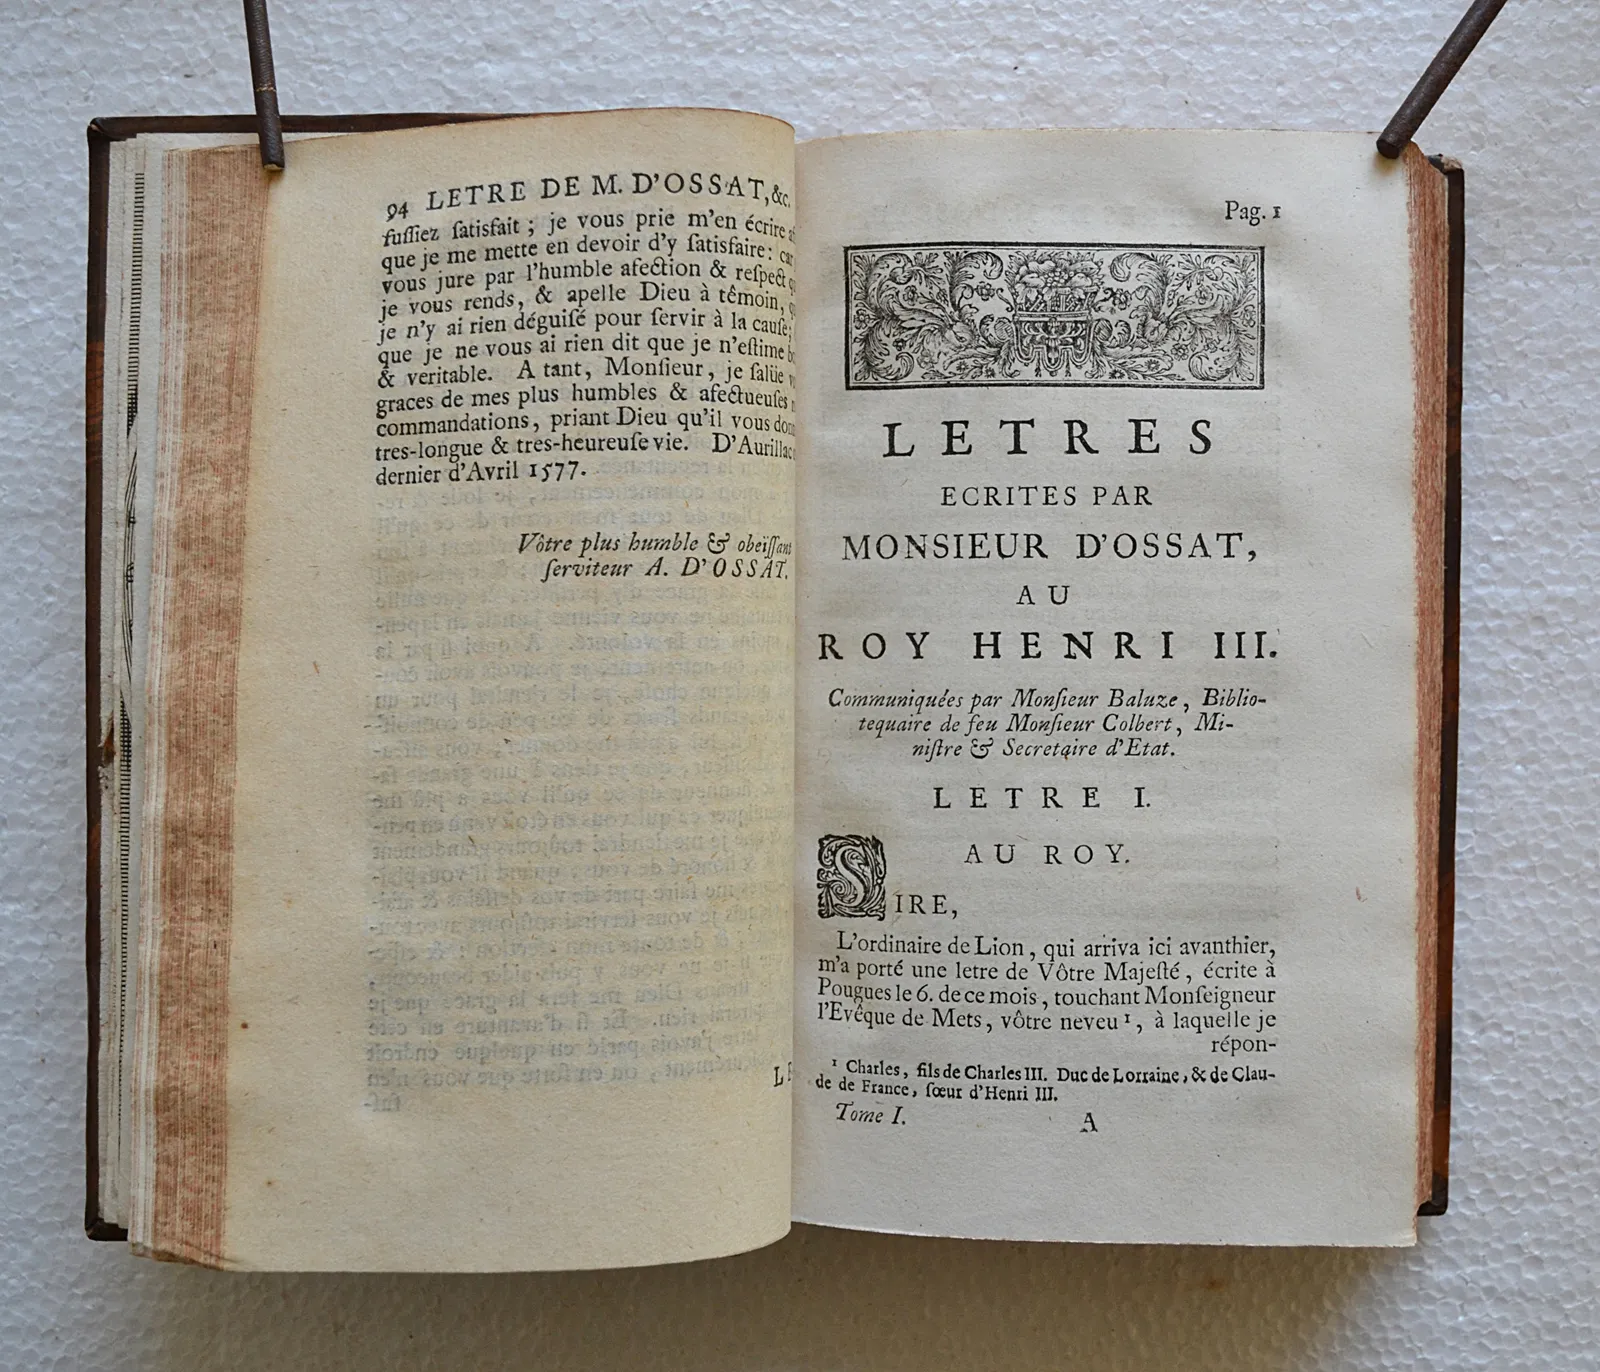 94 LETRE DE M. D'OSSAT, &c.
fuſſiez ſatisfait ; je vous prie m'en écrire
que je me mette en devoir d'y ſatisfaire : car
vous jure par l'humble afection & reſpect
je vous rends, & apelle Dieu à témoin,
je n'y ai rien déguiſé pour ſervir à la cauſe;
que je ne vous ai rien dit que je n'eſtime
& veritable. A tant, Monſieur, je ſalüe
graces de mes plus humbles & afectueuſes
commandations, priant Dieu qu'il vous
tres-longue & tres-heureuſe vie. D'Aurillac
dernier d'Avril 1577.
Vôtre plus humble & obeïſſant
ſerviteur A. D'OSSAT.
Pag. 1
LETRES
ECRITES PAR
MONSIEUR D'OSSAT,
AU
ROY HENRI III.
Communiquées par Monſieur Baluze, Biblio-
tequaire de feu Monſieur Colbert, Mi-
niſtre & Secretaire d'Etat.
LETRE I.
AU ROY.
SIRE,
L'ordinaire de Lion, qui arriva ici avanthier,
m'a porté une letre de Vôtre Majeſté, écrite à
Pougues le 6. de ce mois, touchant Monſeigneur
l'Evêque de Mets, vôtre neveu ¹, à laquelle je
répon-
¹ Charles, fils de Charles III. Duc de Lorraine, & de Clau-
de de France, ſœur d'Henri III.
Tome I. A